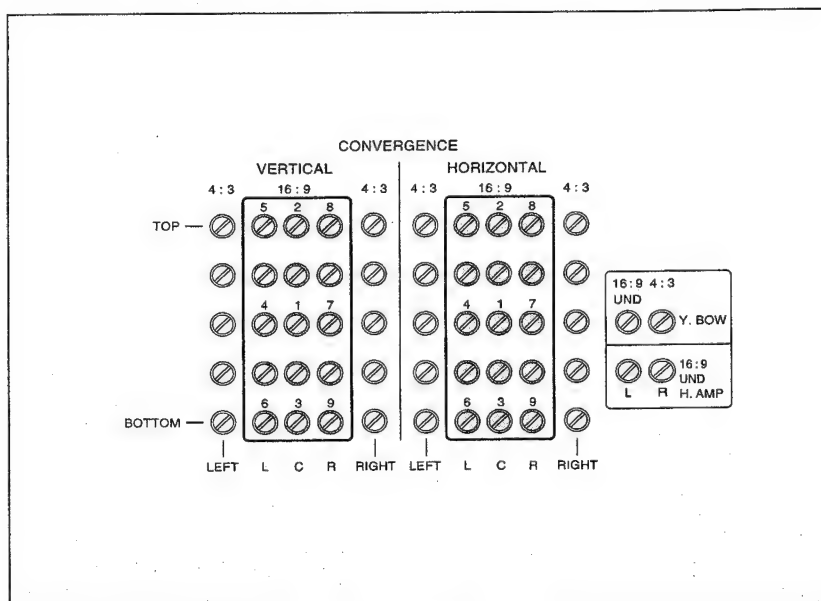 CONVERGENCE
VERTICAL HORIZONTAL
4 : 3 16 : 9 4 : 3 4 : 3 16 : 9 4 : 3
5 2 8 5 2 8
TOP
16 : 9 4 : 3
UND
4 1 7 4 1 7
Y. BOW
16:9
UND
L R H. AMP
6 3 9 6 3 9
BOTTOM
LEFT L C R RIGHT LEFT L C R RIGHT